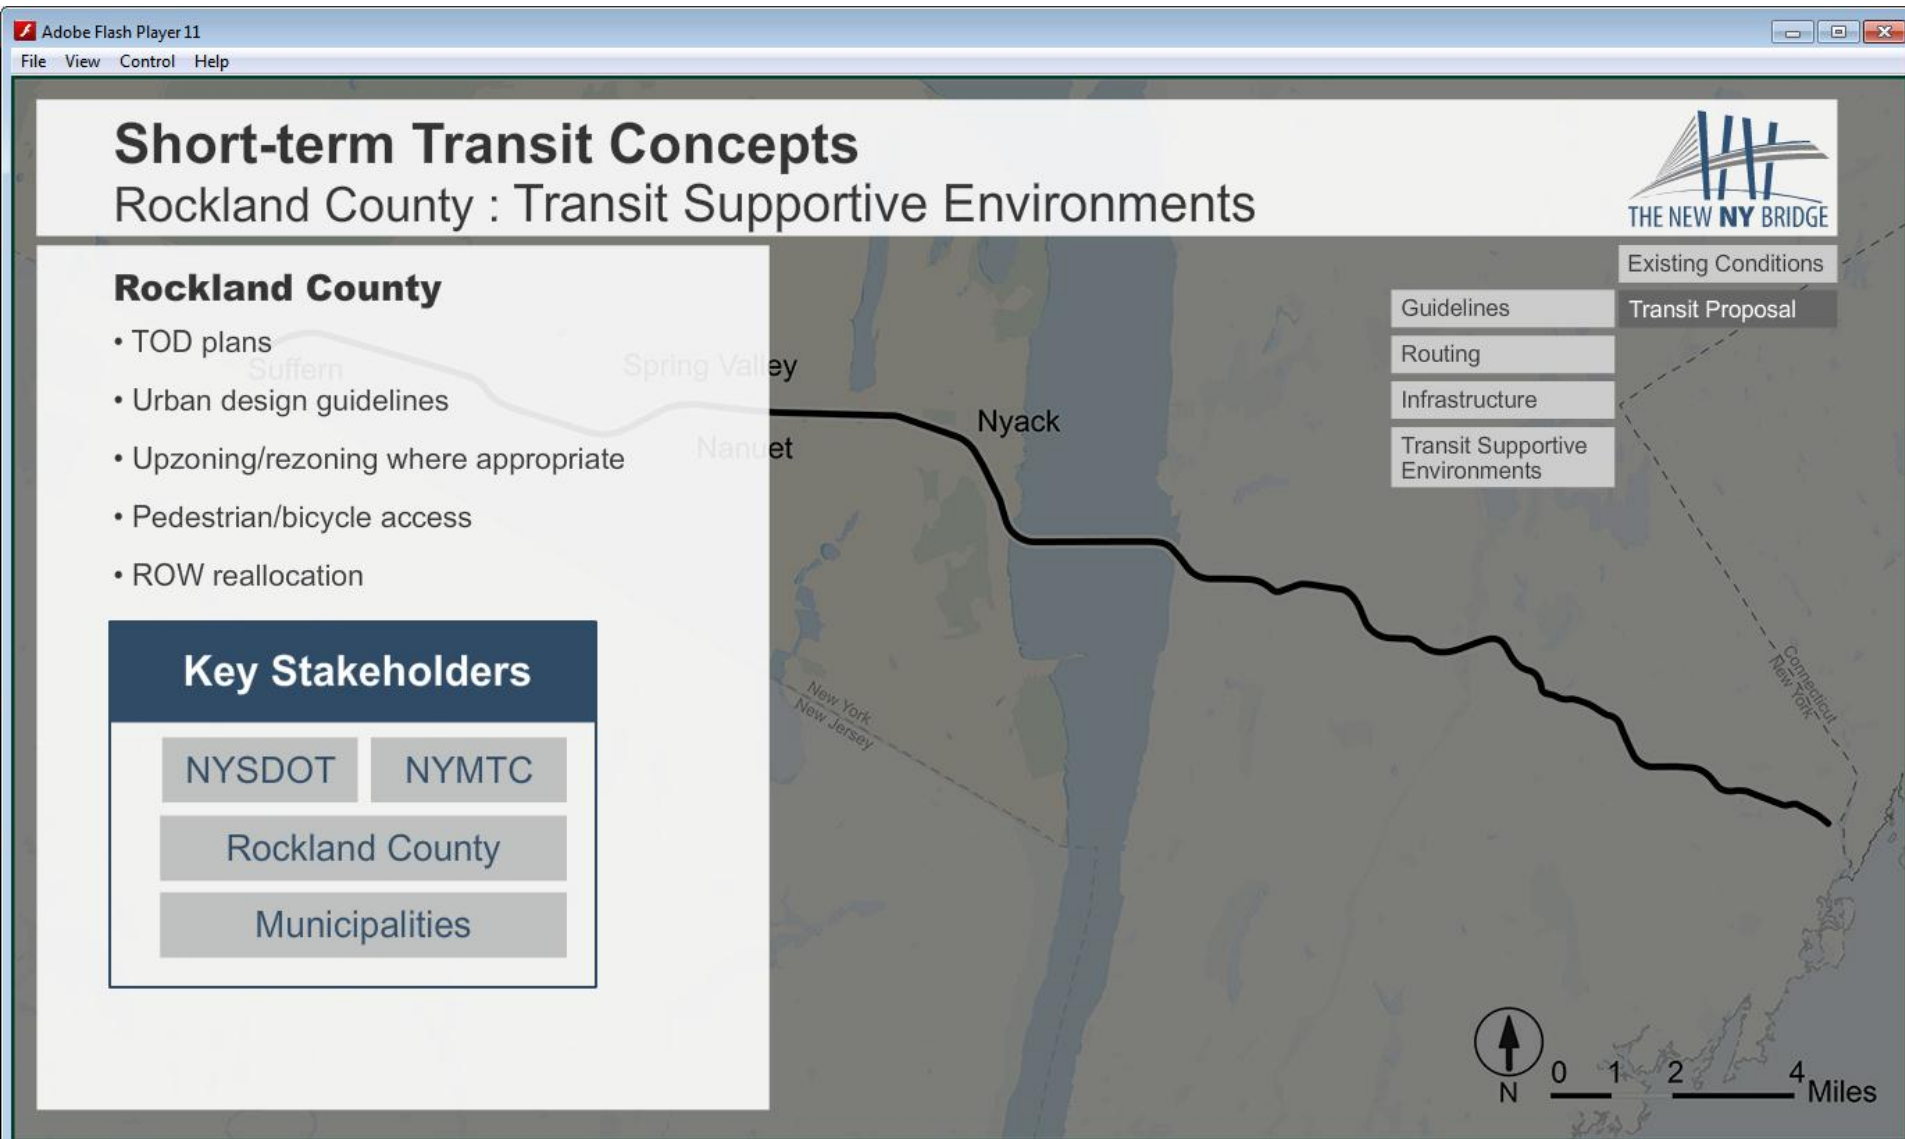 Adobe Flash Player 11
File View Control Help
Short-term Transit Concepts
Rockland County : Transit Supportive Environments
THE NEW NY BRIDGE
Existing Conditions
Transit Proposal
Guidelines
Routing
Infrastructure
Transit Supportive
Environments
Rockland County
• TOD plans
• Urban design guidelines
• Upzoning/rezoning where appropriate
• Pedestrian/bicycle access
• ROW reallocation
Key Stakeholders
NYSDOT
NYMTC
Rockland County
Municipalities
Suffern
Spring Valley
Nanuet
Nyack
New York
New Jersey
Connecticut
New York
N
0 1 2 4 Miles